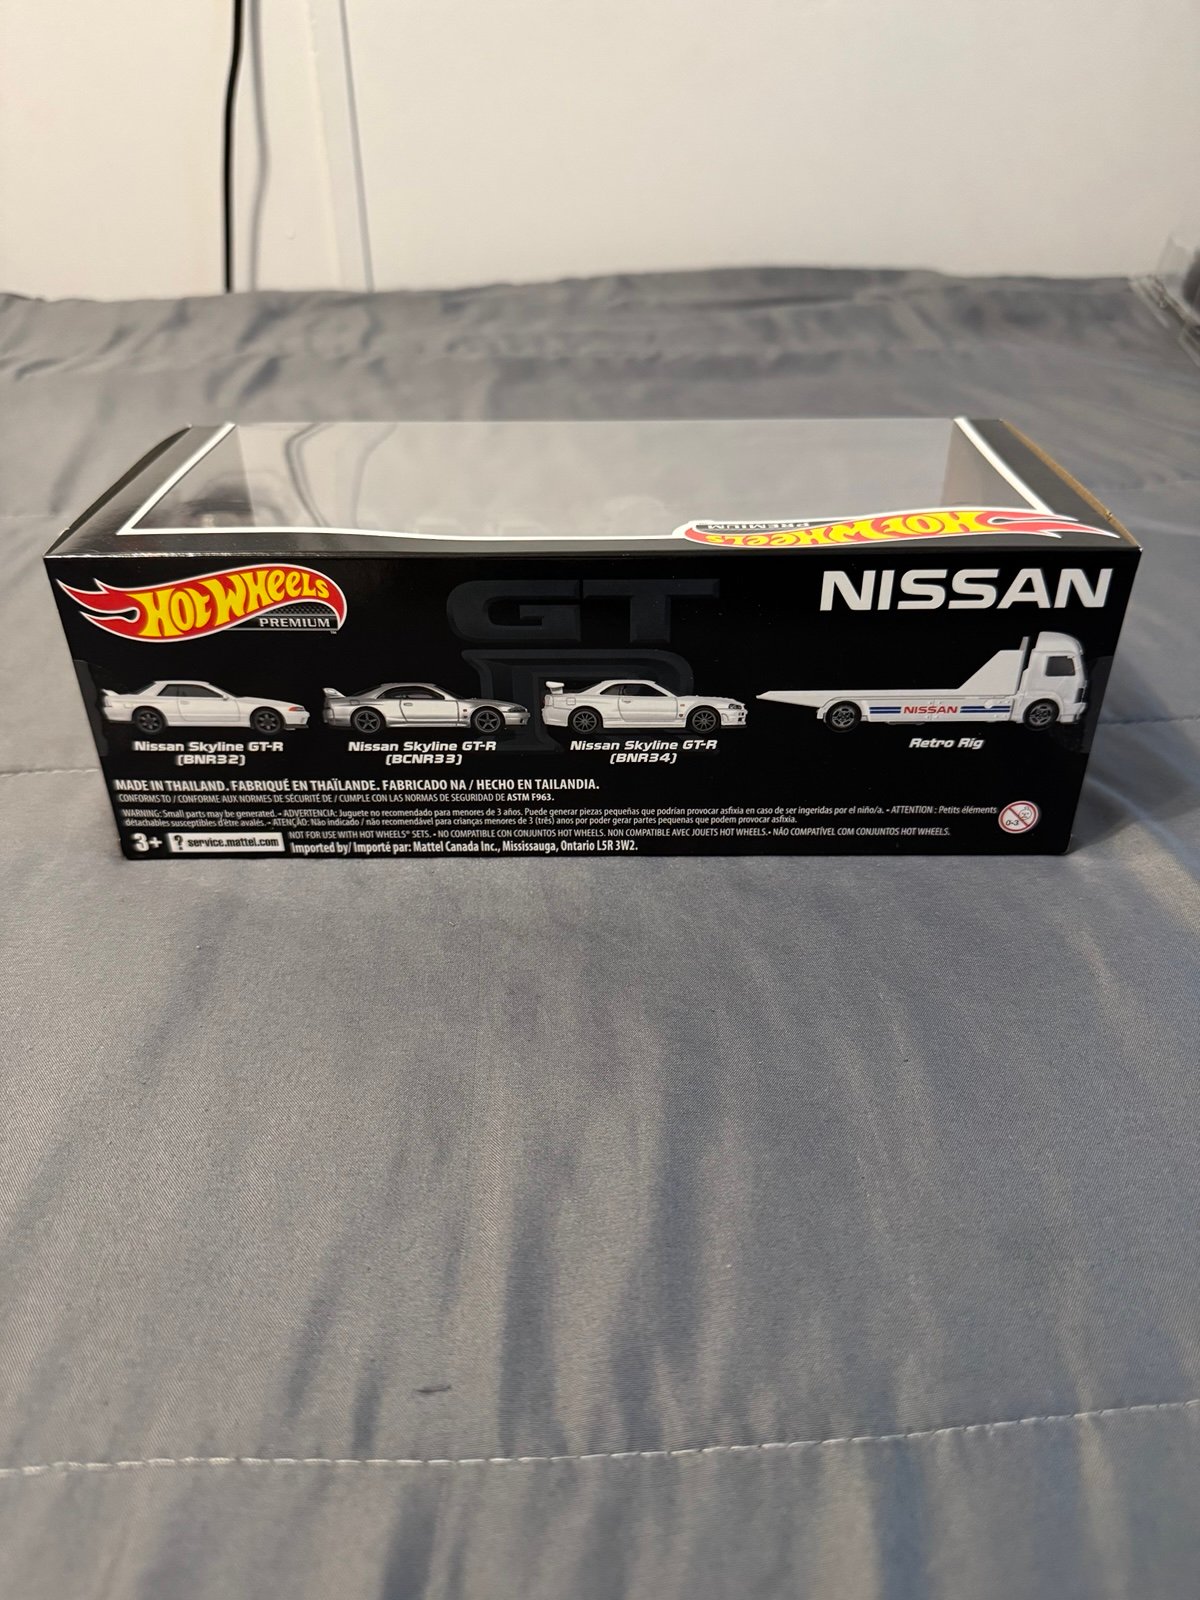 HOT WHEELS
PREMIUM
HOT WHEELS
PREMIUM™
GT
R
NISSAN
NISSAN
Nissan Skyline GT-R
(BNR32)
Nissan Skyline GT-R
(BCNR33)
Nissan Skyline GT-R
(BNR34)
Retro Rig
MADE IN THAILAND. FABRIQUÉ EN THAÏLANDE. FABRICADO NA / HECHO EN TAILANDIA.
CONFORMS TO / CONFORME AUX NORMES DE SÉCURITÉ DE / CUMPLE CON LAS NORMAS DE SEGURIDAD DE ASTM F963.
WARNING: Small parts may be generated. • ADVERTENCIA: Juguete no recomendado para menores de 3 años. Puede generar piezas pequeñas que podrían provocar asfixia en caso de ser ingeridas por el niño/a. • ATTENTION : Petits éléments
détachables susceptibles d'être avalés. • ATENÇÃO: Não indicado / não recomendável para crianças menores de 3 (três) anos por poder gerar partes pequenas que podem provocar asfixia.
0-3
NOT FOR USE WITH HOT WHEELS® SETS. • NO COMPATIBLE CON CONJUNTOS HOT WHEELS. NON COMPATIBLE AVEC JOUETS HOT WHEELS. • NÃO COMPATÍVEL COM CONJUNTOS HOT WHEELS.
3+ ? service.mattel.com Imported by/ Importé par: Mattel Canada Inc., Mississauga, Ontario L5R 3W2.